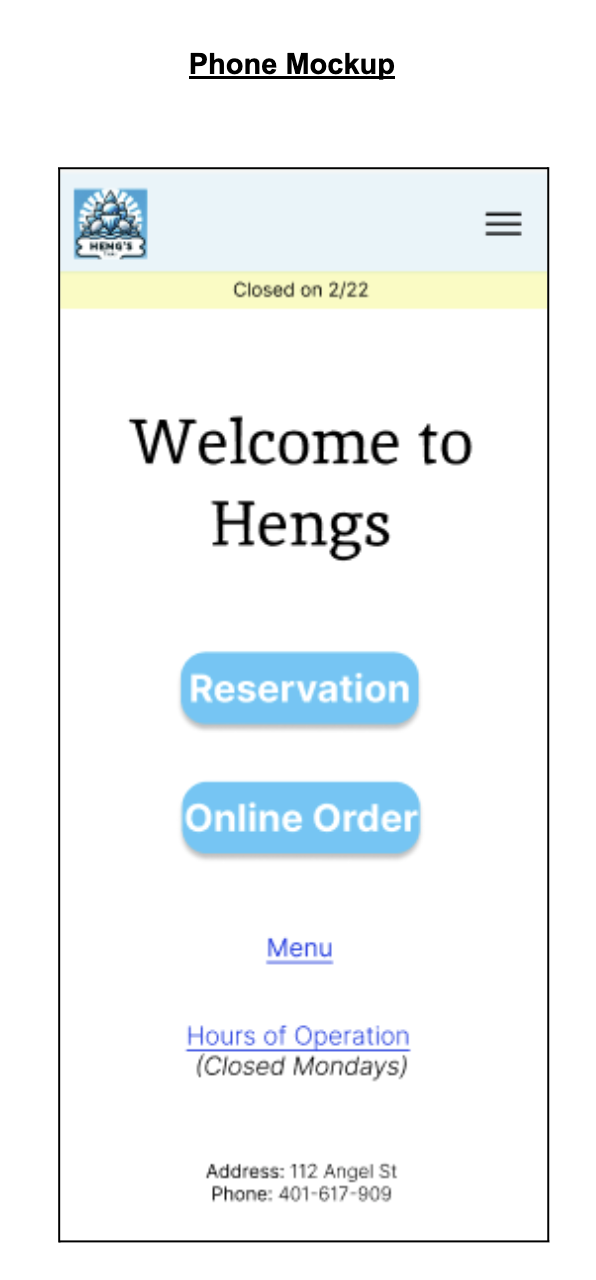 Phone Mockup
HENG'S
Closed on 2/22
Welcome to
Hengs
Reservation
Online Order
Menu
Hours of Operation
(Closed Mondays)
Address: 112 Angel St
Phone: 401-617-909